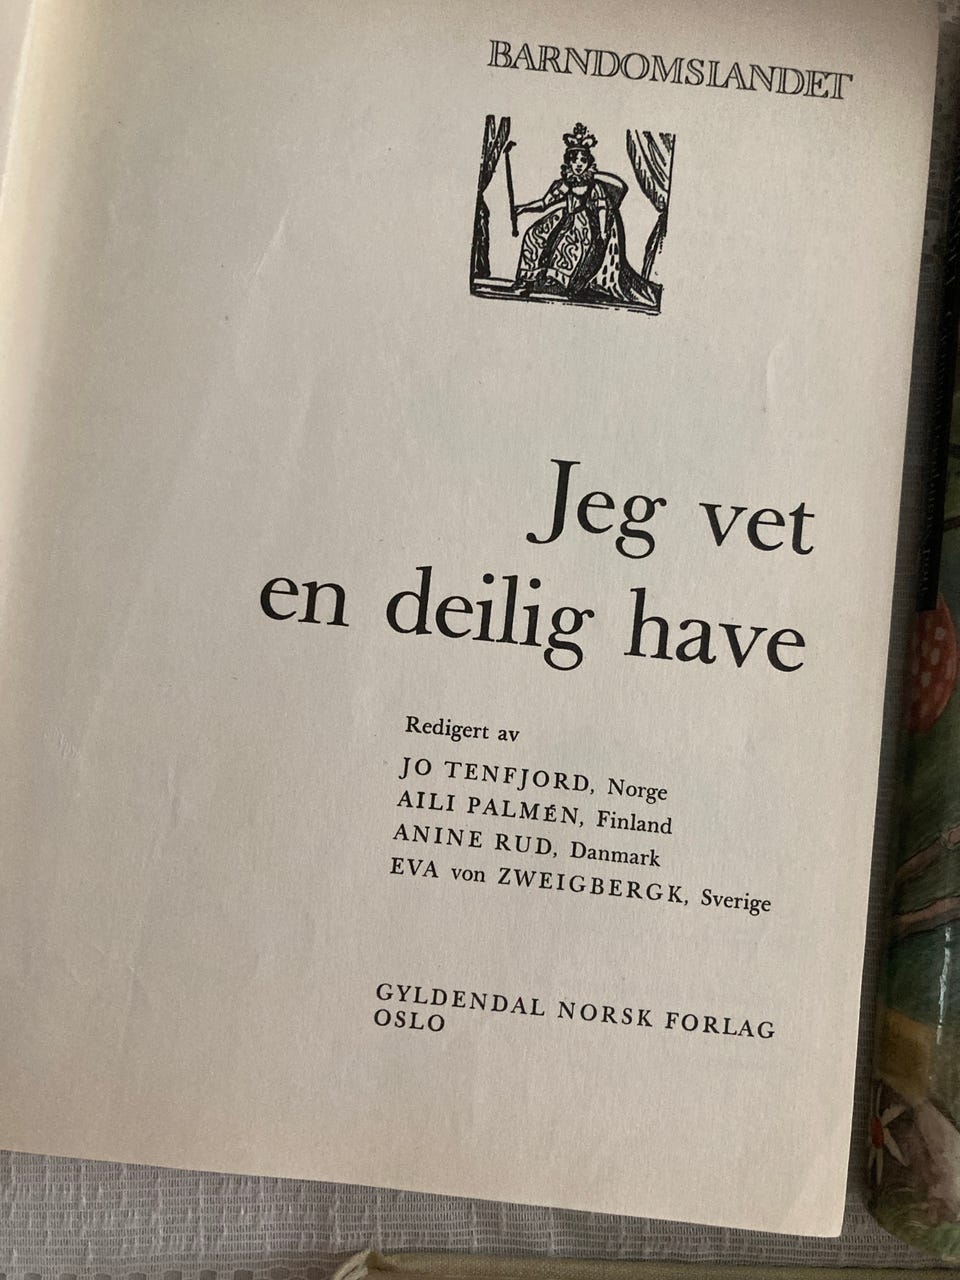 BARNDOMSLANDET
Jeg vet
en deilig have
Redigert av
JO TENFJORD, Norge
AILI PALMÉN, Finland
ANINE RUD, Danmark
EVA von ZWEIGBERGK, Sverige
GYLDENDAL NORSK FORLAG
OSLO